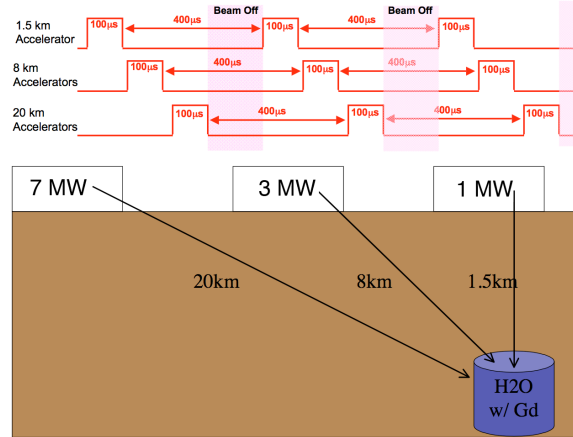 Beam Off Beam Off
1.5 km
Accelerator
100μs 400μs 100μs 400μs 100μs
8 km
Accelerators
100μs 400μs 100μs 400μs 100μs
20 km
Accelerators
100μs 400μs 100μs 400μs 100μs
7 MW 3 MW 1 MW
20km 8km 1.5km
H2O
w/ Gd